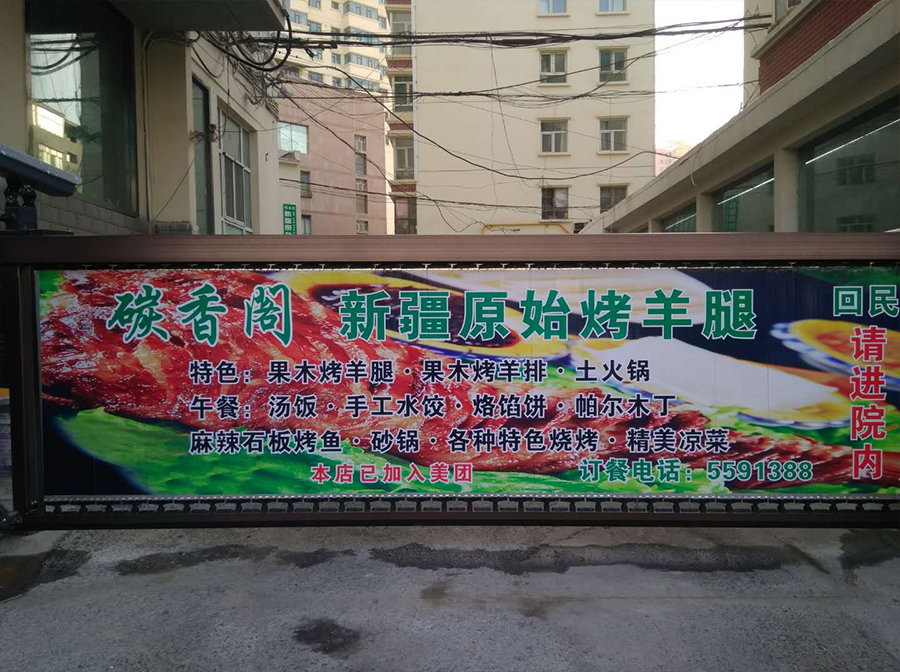 碳香阁 新疆原始烤羊腿
回民
请进院内
特色：果木烤羊腿·果木烤羊排·土火锅
午餐：汤饭·手工水饺·烙馅饼·帕尔木丁
麻辣石板烤鱼·砂锅·各种特色烧烤·精美凉菜
本店已加入美团 订餐电话：5591388